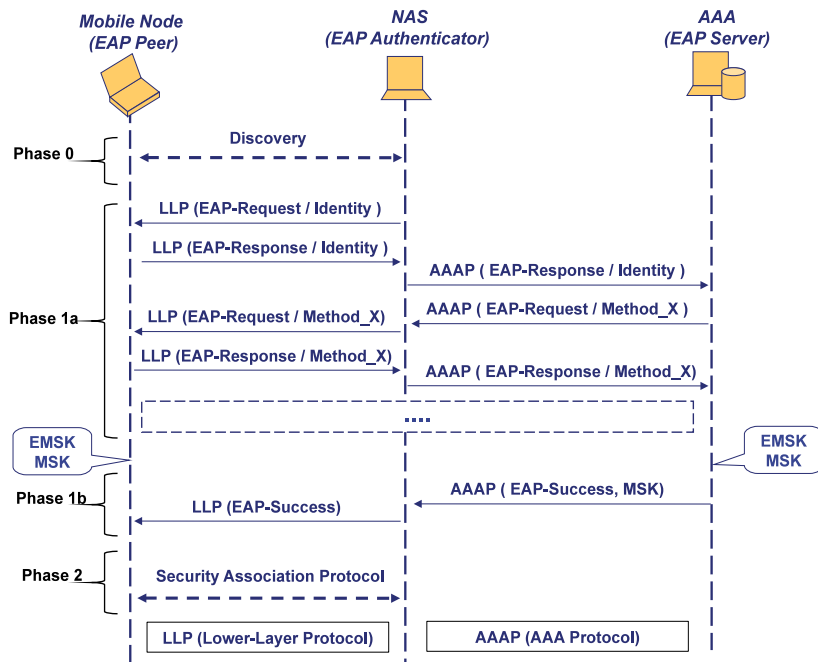 Mobile Node
(EAP Peer)
NAS
(EAP Authenticator)
AAA
(EAP Server)
Phase 0
Discovery
LLP (EAP-Request / Identity )
LLP (EAP-Response / Identity )
AAAP ( EAP-Response / Identity )
Phase 1a
AAAP ( EAP-Request / Method_X )
LLP (EAP-Request / Method_X)
LLP (EAP-Response / Method_X)
AAAP ( EAP-Response / Method_X)
....
EMSK
MSK
EMSK
MSK
Phase 1b
AAAP ( EAP-Success, MSK)
LLP (EAP-Success)
Phase 2
Security Association Protocol
LLP (Lower-Layer Protocol)
AAAP (AAA Protocol)